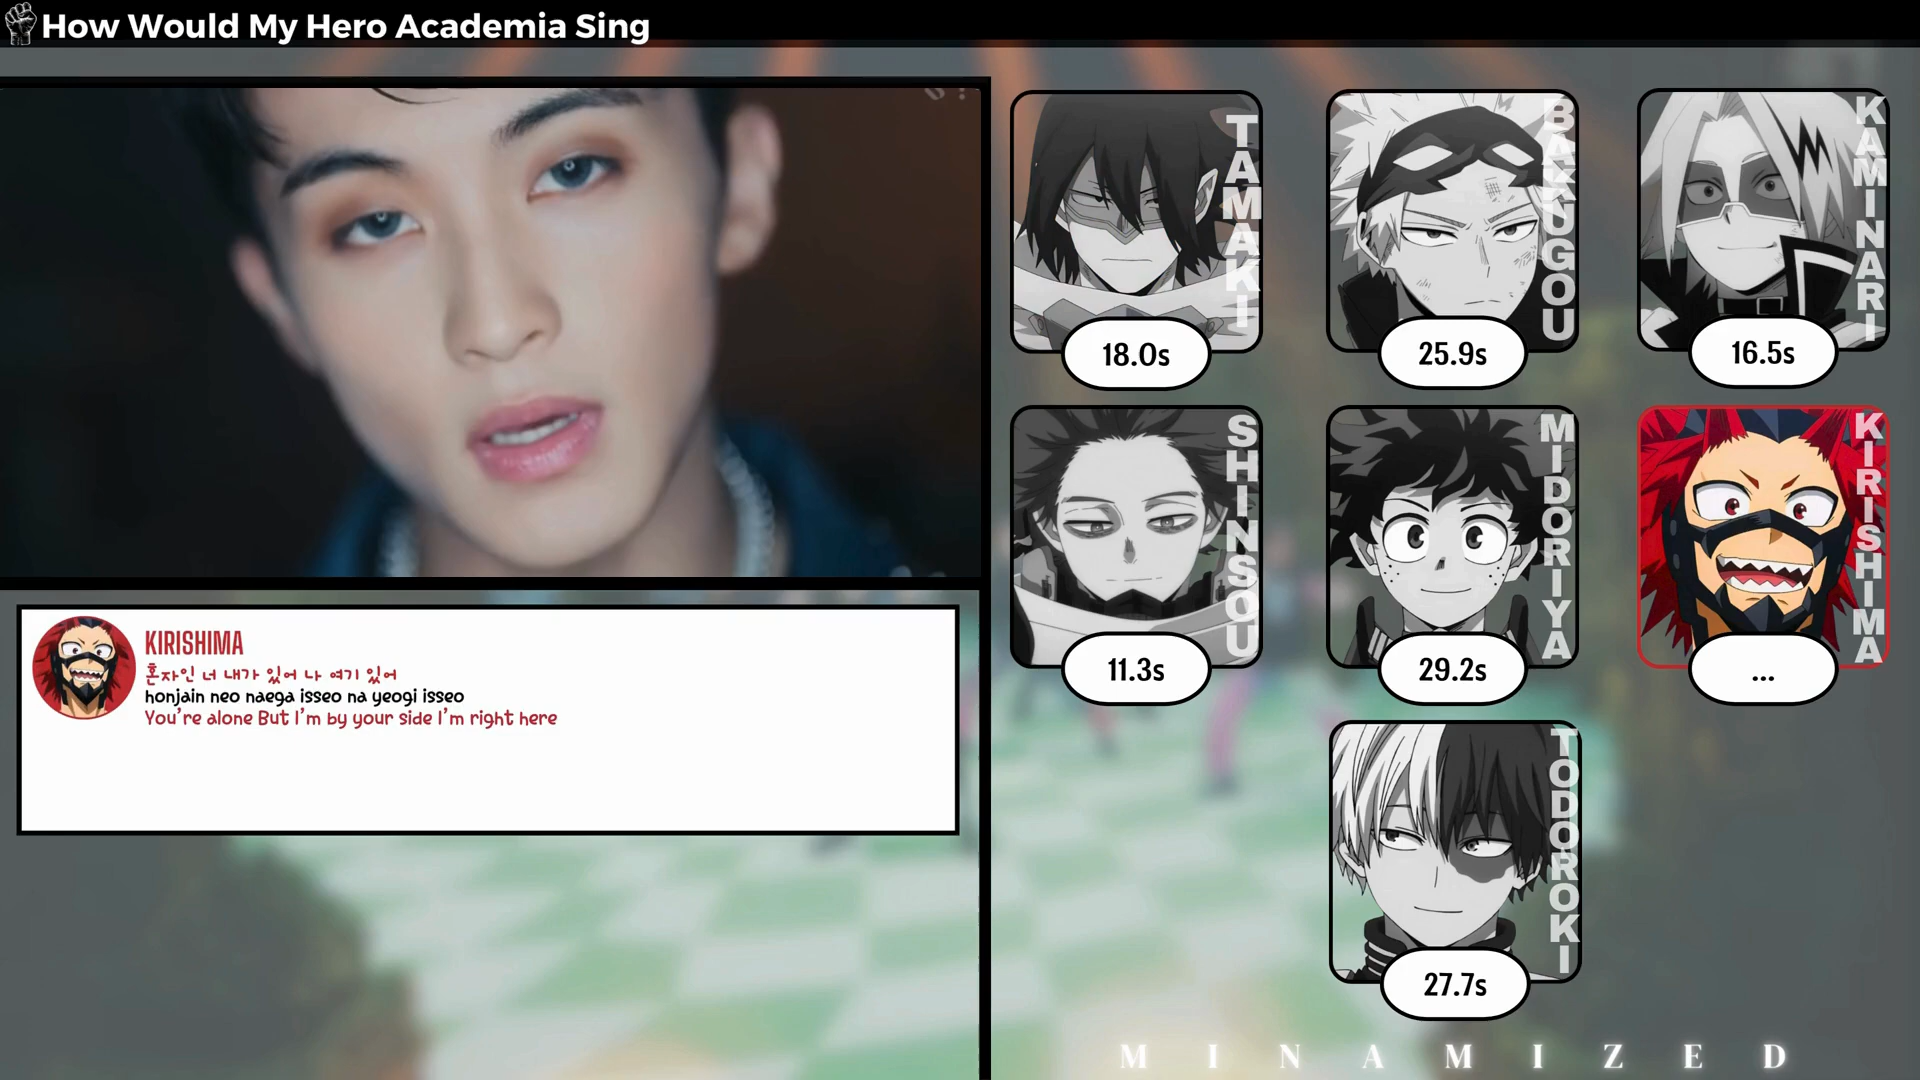 How Would My Hero Academia Sing
TAMAKI
18.0s
BAKUGOU
25.9s
KAMINARI
16.5s
SHINSOU
11.3s
MIDORIYA
29.2s
KIRISHIMA
...
TODOROKI
27.7s
KIRISHIMA
혼자인 너 내가 있어 나 여기 있어
honjain neo naega isseo na yeogi isseo
You're alone But I'm by your side I'm right here
MINAMIZED